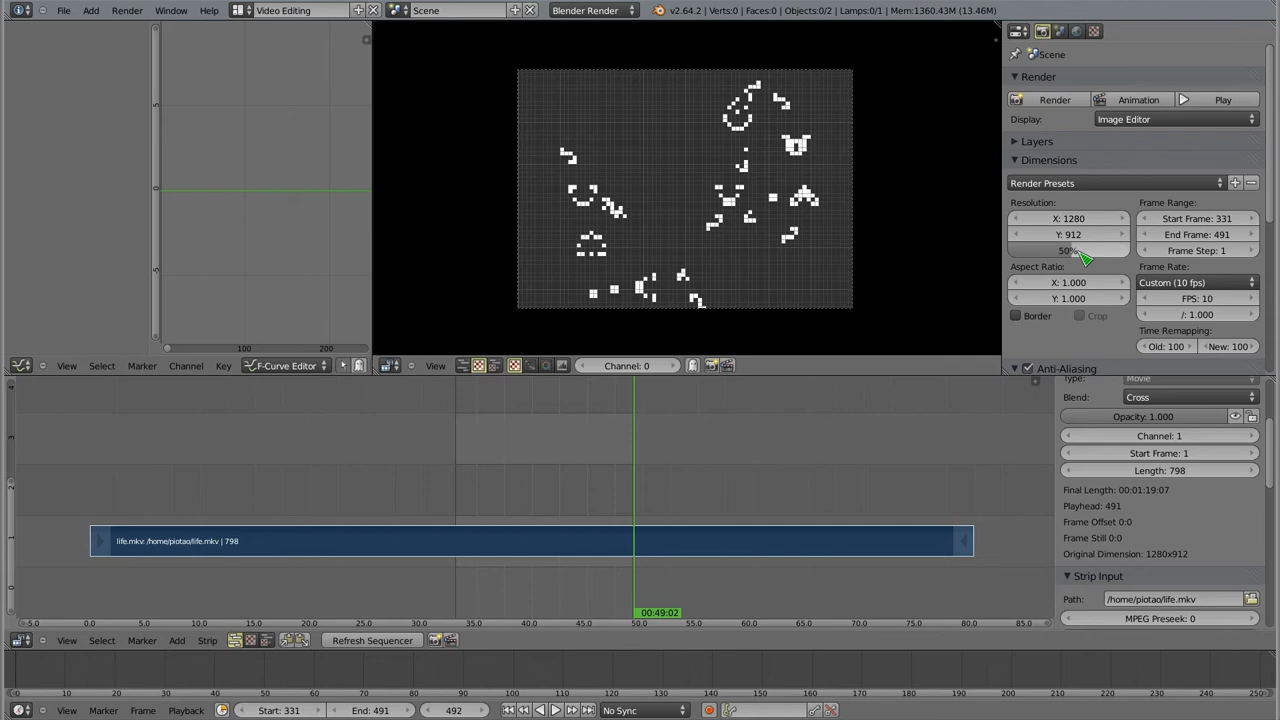 File Add Render Window Help Video Editing Scene Blender Render v2.64.2 | Verts:0 | Faces:0 | Objects:0/2 | Lamps:0/1 | Mem:1360.43M (13.46M)
Scene
Render
Render Animation Play
Display: Image Editor
Layers
Dimensions
Render Presets
Resolution: Frame Range:
X: 1280 Start Frame: 331
Y: 912 End Frame: 491
50% Frame Step: 1
Aspect Ratio: Frame Rate:
X: 1.000 Custom (10 fps)
Y: 1.000 FPS: 10
Border Crop /: 1.000
Time Remapping:
Old: 100 New: 100
Anti-Aliasing
5
0
-5
100 200
View Select Marker Channel Key F-Curve Editor
View Channel: 0
4
3
2
1
0
life.mkv: /home/piotao/life.mkv | 798
00:49:02
-5.0 0.0 5.0 10.0 15.0 20.0 25.0 30.0 35.0 40.0 45.0 50.0 55.0 60.0 65.0 70.0 75.0 80.0 85.0
Type: Movie
Blend: Cross
Opacity: 1.000
Channel: 1
Start Frame: 1
Length: 798
Final Length: 00:01:19:07
Playhead: 491
Frame Offset 0:0
Frame Still 0:0
Original Dimension: 1280x912
Strip Input
Path: /home/piotao/life.mkv
MPEG Preseek: 0
View Select Marker Add Strip Refresh Sequencer
0 10 20 30 40 50 60 70 80 90 100 110 120 130 140 150 160 170 180 190 200 210 220 230 240 250
View Marker Frame Playback Start: 331 End: 491 492 No Sync